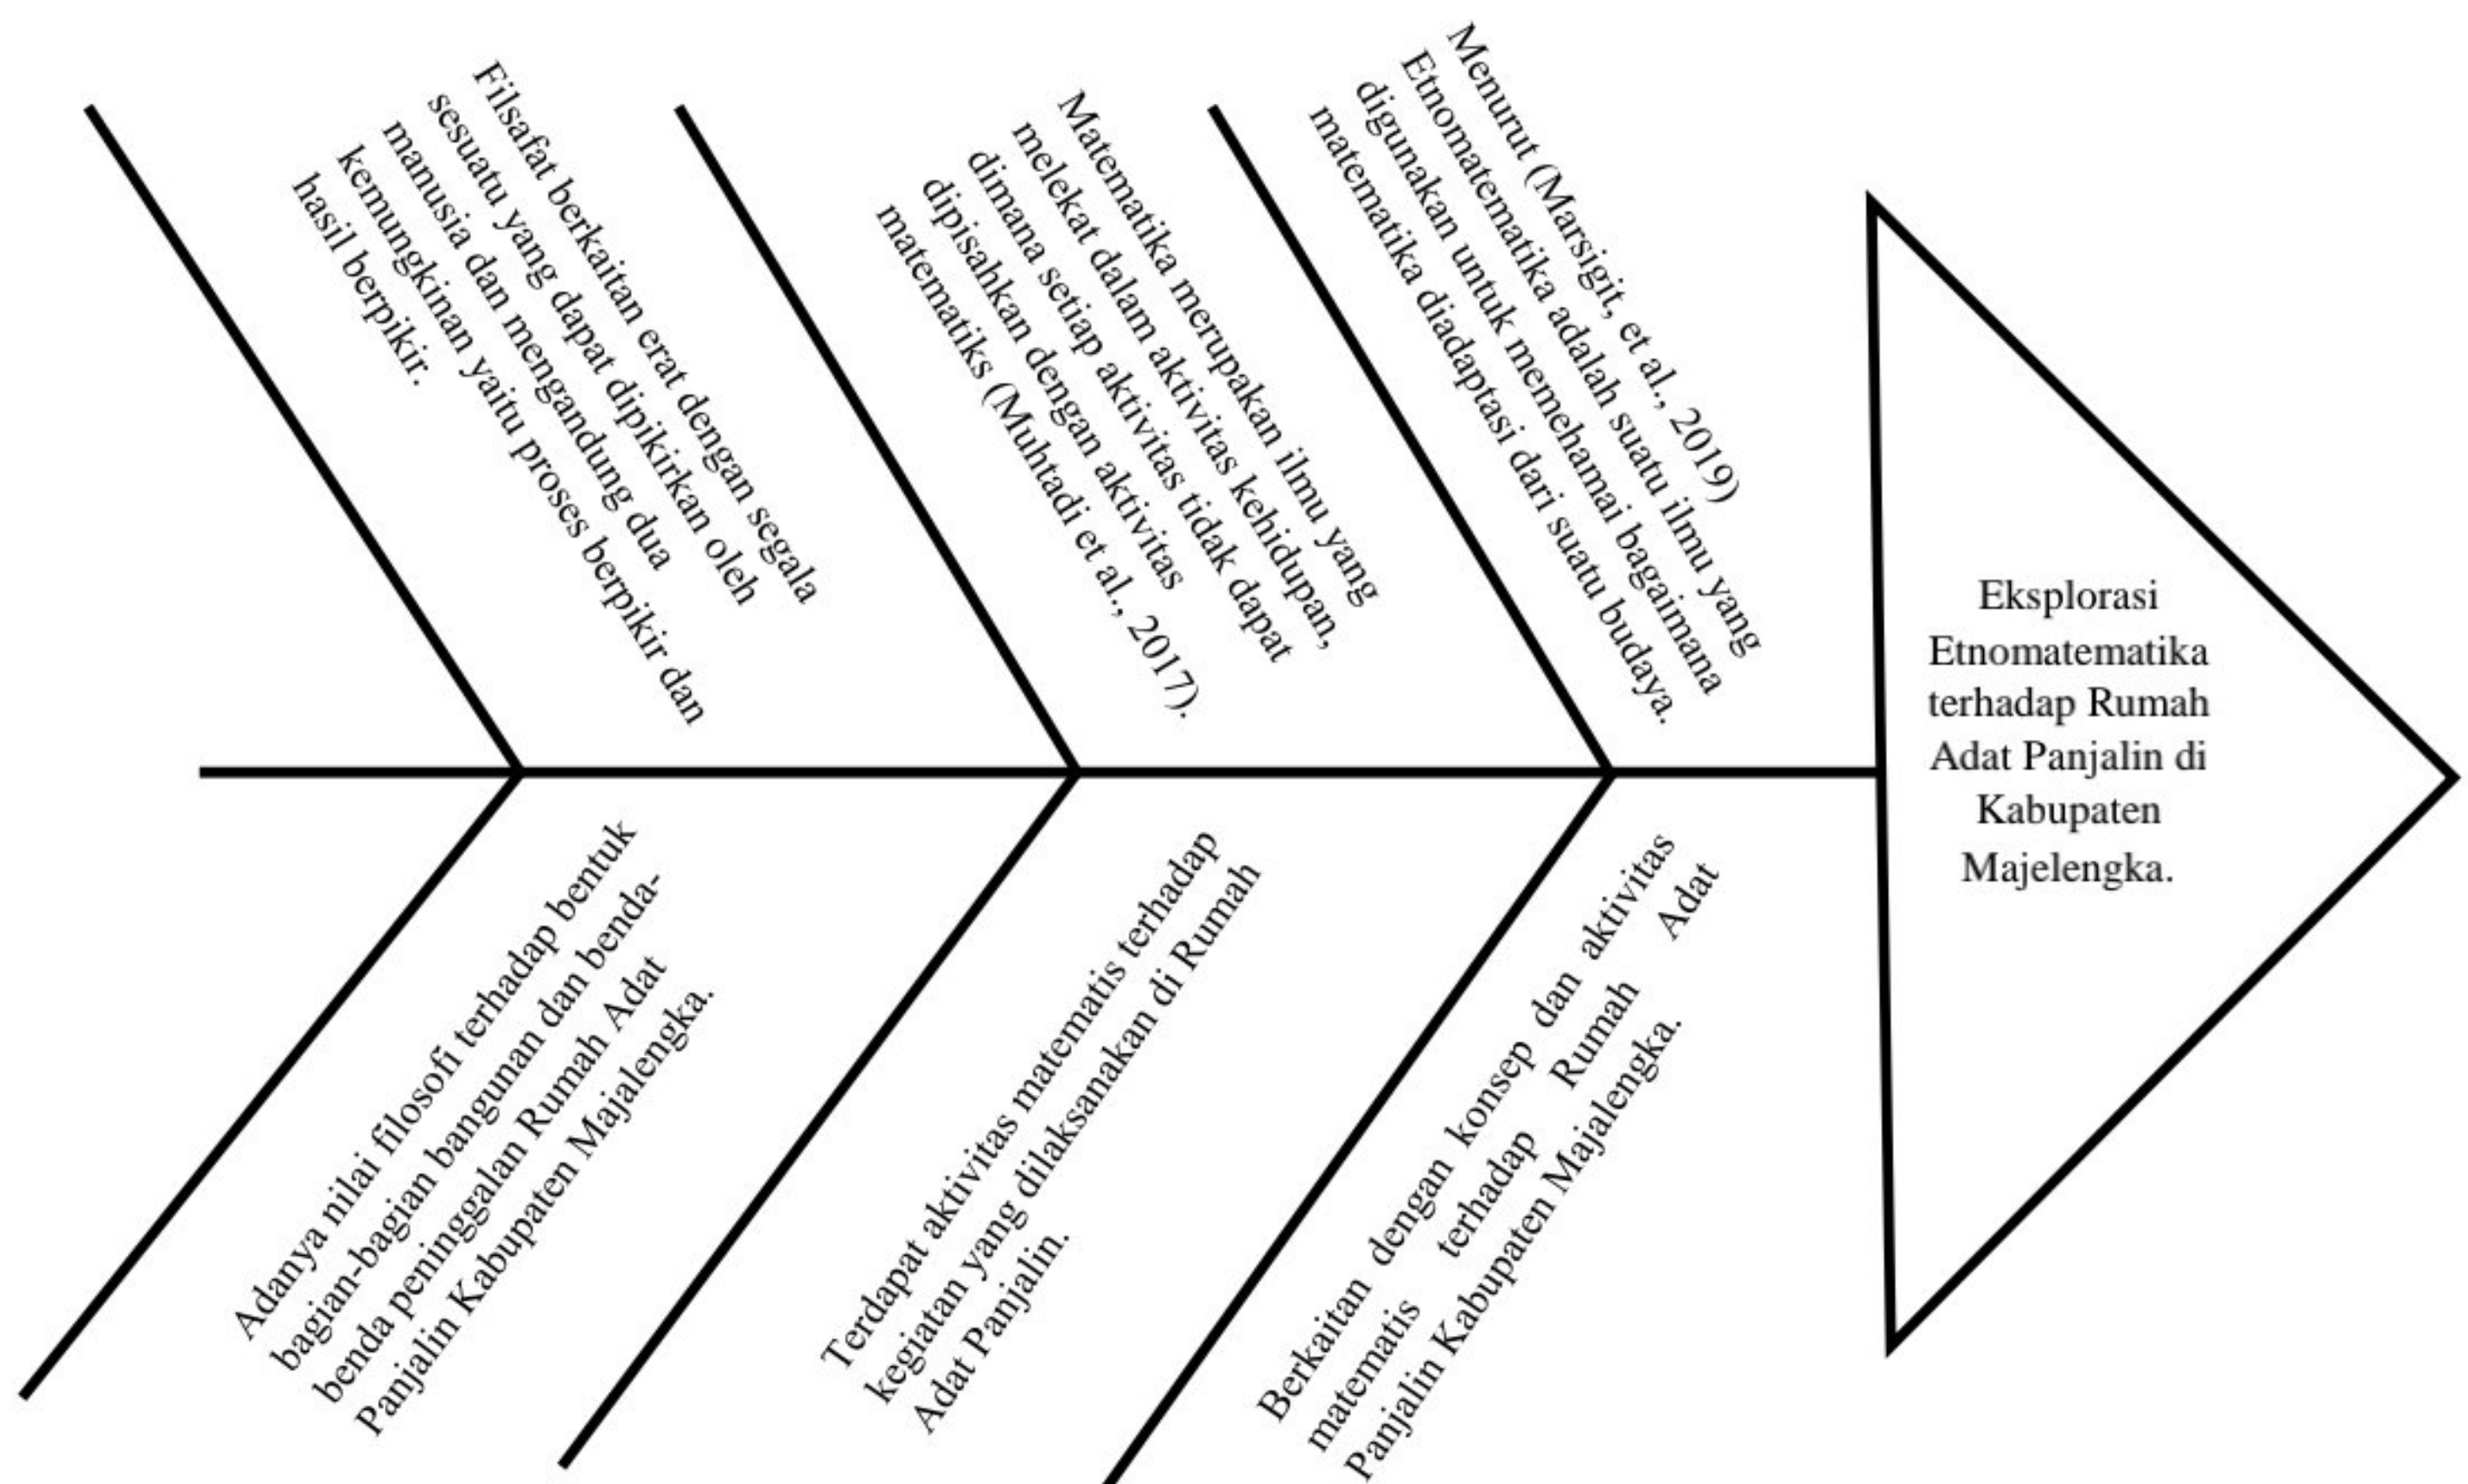 Filsafat berkaitan erat dengan segala
sesuatu yang dapat dipikirkan oleh
manusia dan mengandung dua
kemungkinan yaitu proses berpikir dan
hasil berpikir.
Matematika merupakan ilmu yang
melekat dalam aktivitas kehidupan,
dimana setiap aktivitas tidak dapat
dipisahkan dengan aktivitas
matematiks (Muhtadi et al., 2017).
Menurut (Marsigit, et al., 2019)
Etnomatematika adalah suatu ilmu yang
digunakan untuk memehamai bagaimana
matematika diadaptasi dari suatu budaya.
Adanya nilai filosofi terhadap bentuk
bagian-bagian bangunan dan benda-
benda peninggalan Rumah Adat
Panjalin Kabupaten Majalengka.
Terdapat aktivitas matematis terhadap
kegiatan yang dilaksanakan di Rumah
Adat Panjalin.
Berkaitan dengan konsep dan aktivitas
matematis terhadap Rumah Adat
Panjalin Kabupaten Majalengka.
Eksplorasi
Etnomatematika
terhadap Rumah
Adat Panjalin di
Kabupaten
Majelengka.